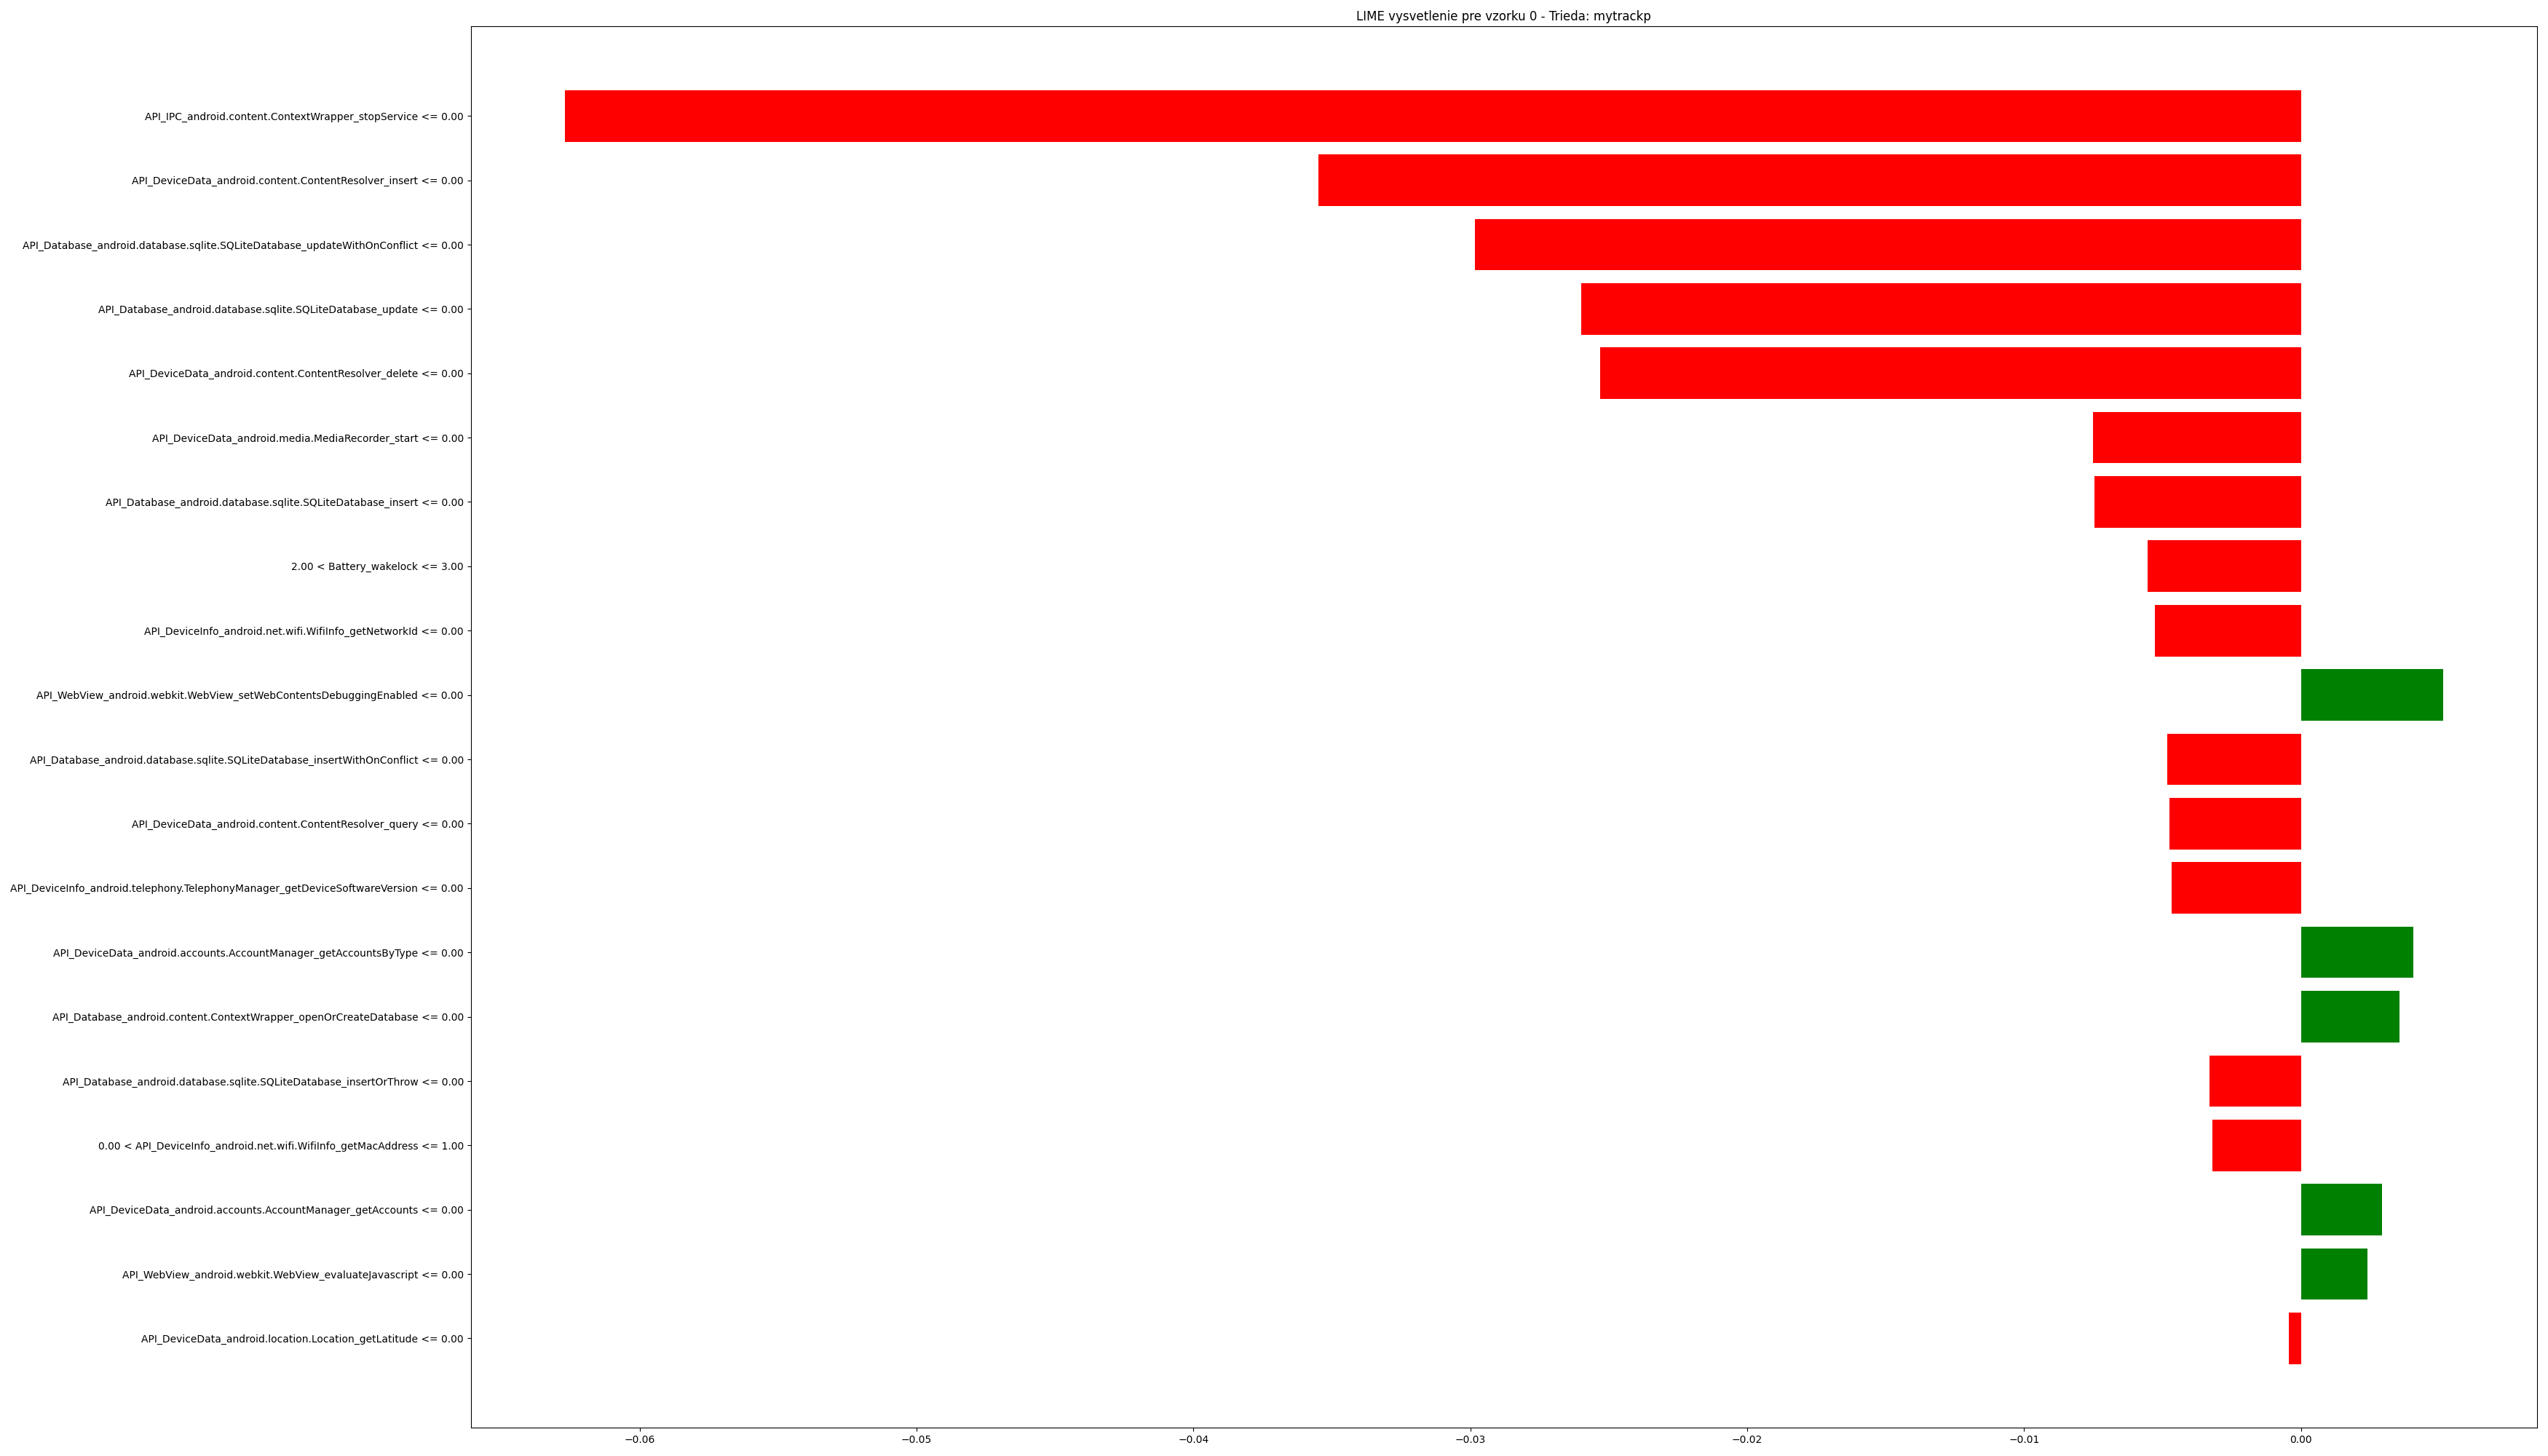 LIME vysvetlenie pre vzorku 0 - Trieda: mytrackp
API_IPC_android.content.ContextWrapper_stopService <= 0.00
API_DeviceData_android.content.ContentResolver_insert <= 0.00
API_Database_android.database.sqlite.SQLiteDatabase_updateWithOnConflict <= 0.00
API_Database_android.database.sqlite.SQLiteDatabase_update <= 0.00
API_DeviceData_android.content.ContentResolver_delete <= 0.00
API_DeviceData_android.media.MediaRecorder_start <= 0.00
API_Database_android.database.sqlite.SQLiteDatabase_insert <= 0.00
2.00 < Battery_wakelock <= 3.00
API_DeviceInfo_android.net.wifi.WifiInfo_getNetworkId <= 0.00
API_WebView_android.webkit.WebView_setWebContentsDebuggingEnabled <= 0.00
API_Database_android.database.sqlite.SQLiteDatabase_insertWithOnConflict <= 0.00
API_DeviceData_android.content.ContentResolver_query <= 0.00
API_DeviceInfo_android.telephony.TelephonyManager_getDeviceSoftwareVersion <= 0.00
API_DeviceData_android.accounts.AccountManager_getAccountsByType <= 0.00
API_Database_android.content.ContextWrapper_openOrCreateDatabase <= 0.00
API_Database_android.database.sqlite.SQLiteDatabase_insertOrThrow <= 0.00
0.00 < API_DeviceInfo_android.net.wifi.WifiInfo_getMacAddress <= 1.00
API_DeviceData_android.accounts.AccountManager_getAccounts <= 0.00
API_WebView_android.webkit.WebView_evaluateJavascript <= 0.00
API_DeviceData_android.location.Location_getLatitude <= 0.00
−0.06 −0.05 −0.04 −0.03 −0.02 −0.01 0.00